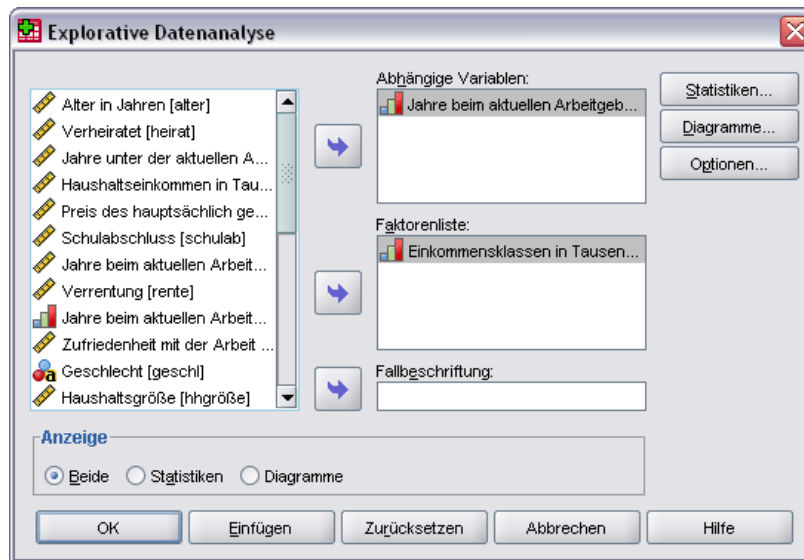 Explorative Datenanalyse
Alter in Jahren [alter]
Verheiratet [heirat]
Jahre unter der aktuellen A...
Haushaltseinkommen in Tau...
Preis des hauptsächlich ge...
Schulabschluss [schulab]
Jahre beim aktuellen Arbeit...
Verrentung [rente]
Jahre beim aktuellen Arbeit...
Zufriedenheit mit der Arbeit ...
Geschlecht [geschl]
Haushaltsgröße [hhgröße]
Abhängige Variablen:
Jahre beim aktuellen Arbeitgeb...
Faktorenliste:
Einkommensklassen in Tausen...
Fallbeschriftung:
Statistiken...
Diagramme...
Optionen...
Anzeige
Beide
Statistiken
Diagramme
OK
Einfügen
Zurücksetzen
Abbrechen
Hilfe